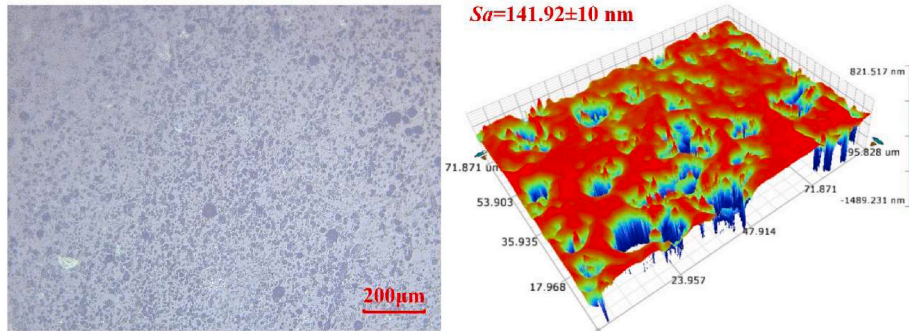 Sa=141.92±10 nm
200μm
821.517 nm
-1489.231 nm
95.828 um
71.871
47.914
23.957
71.871 um
53.903
35.935
17.968